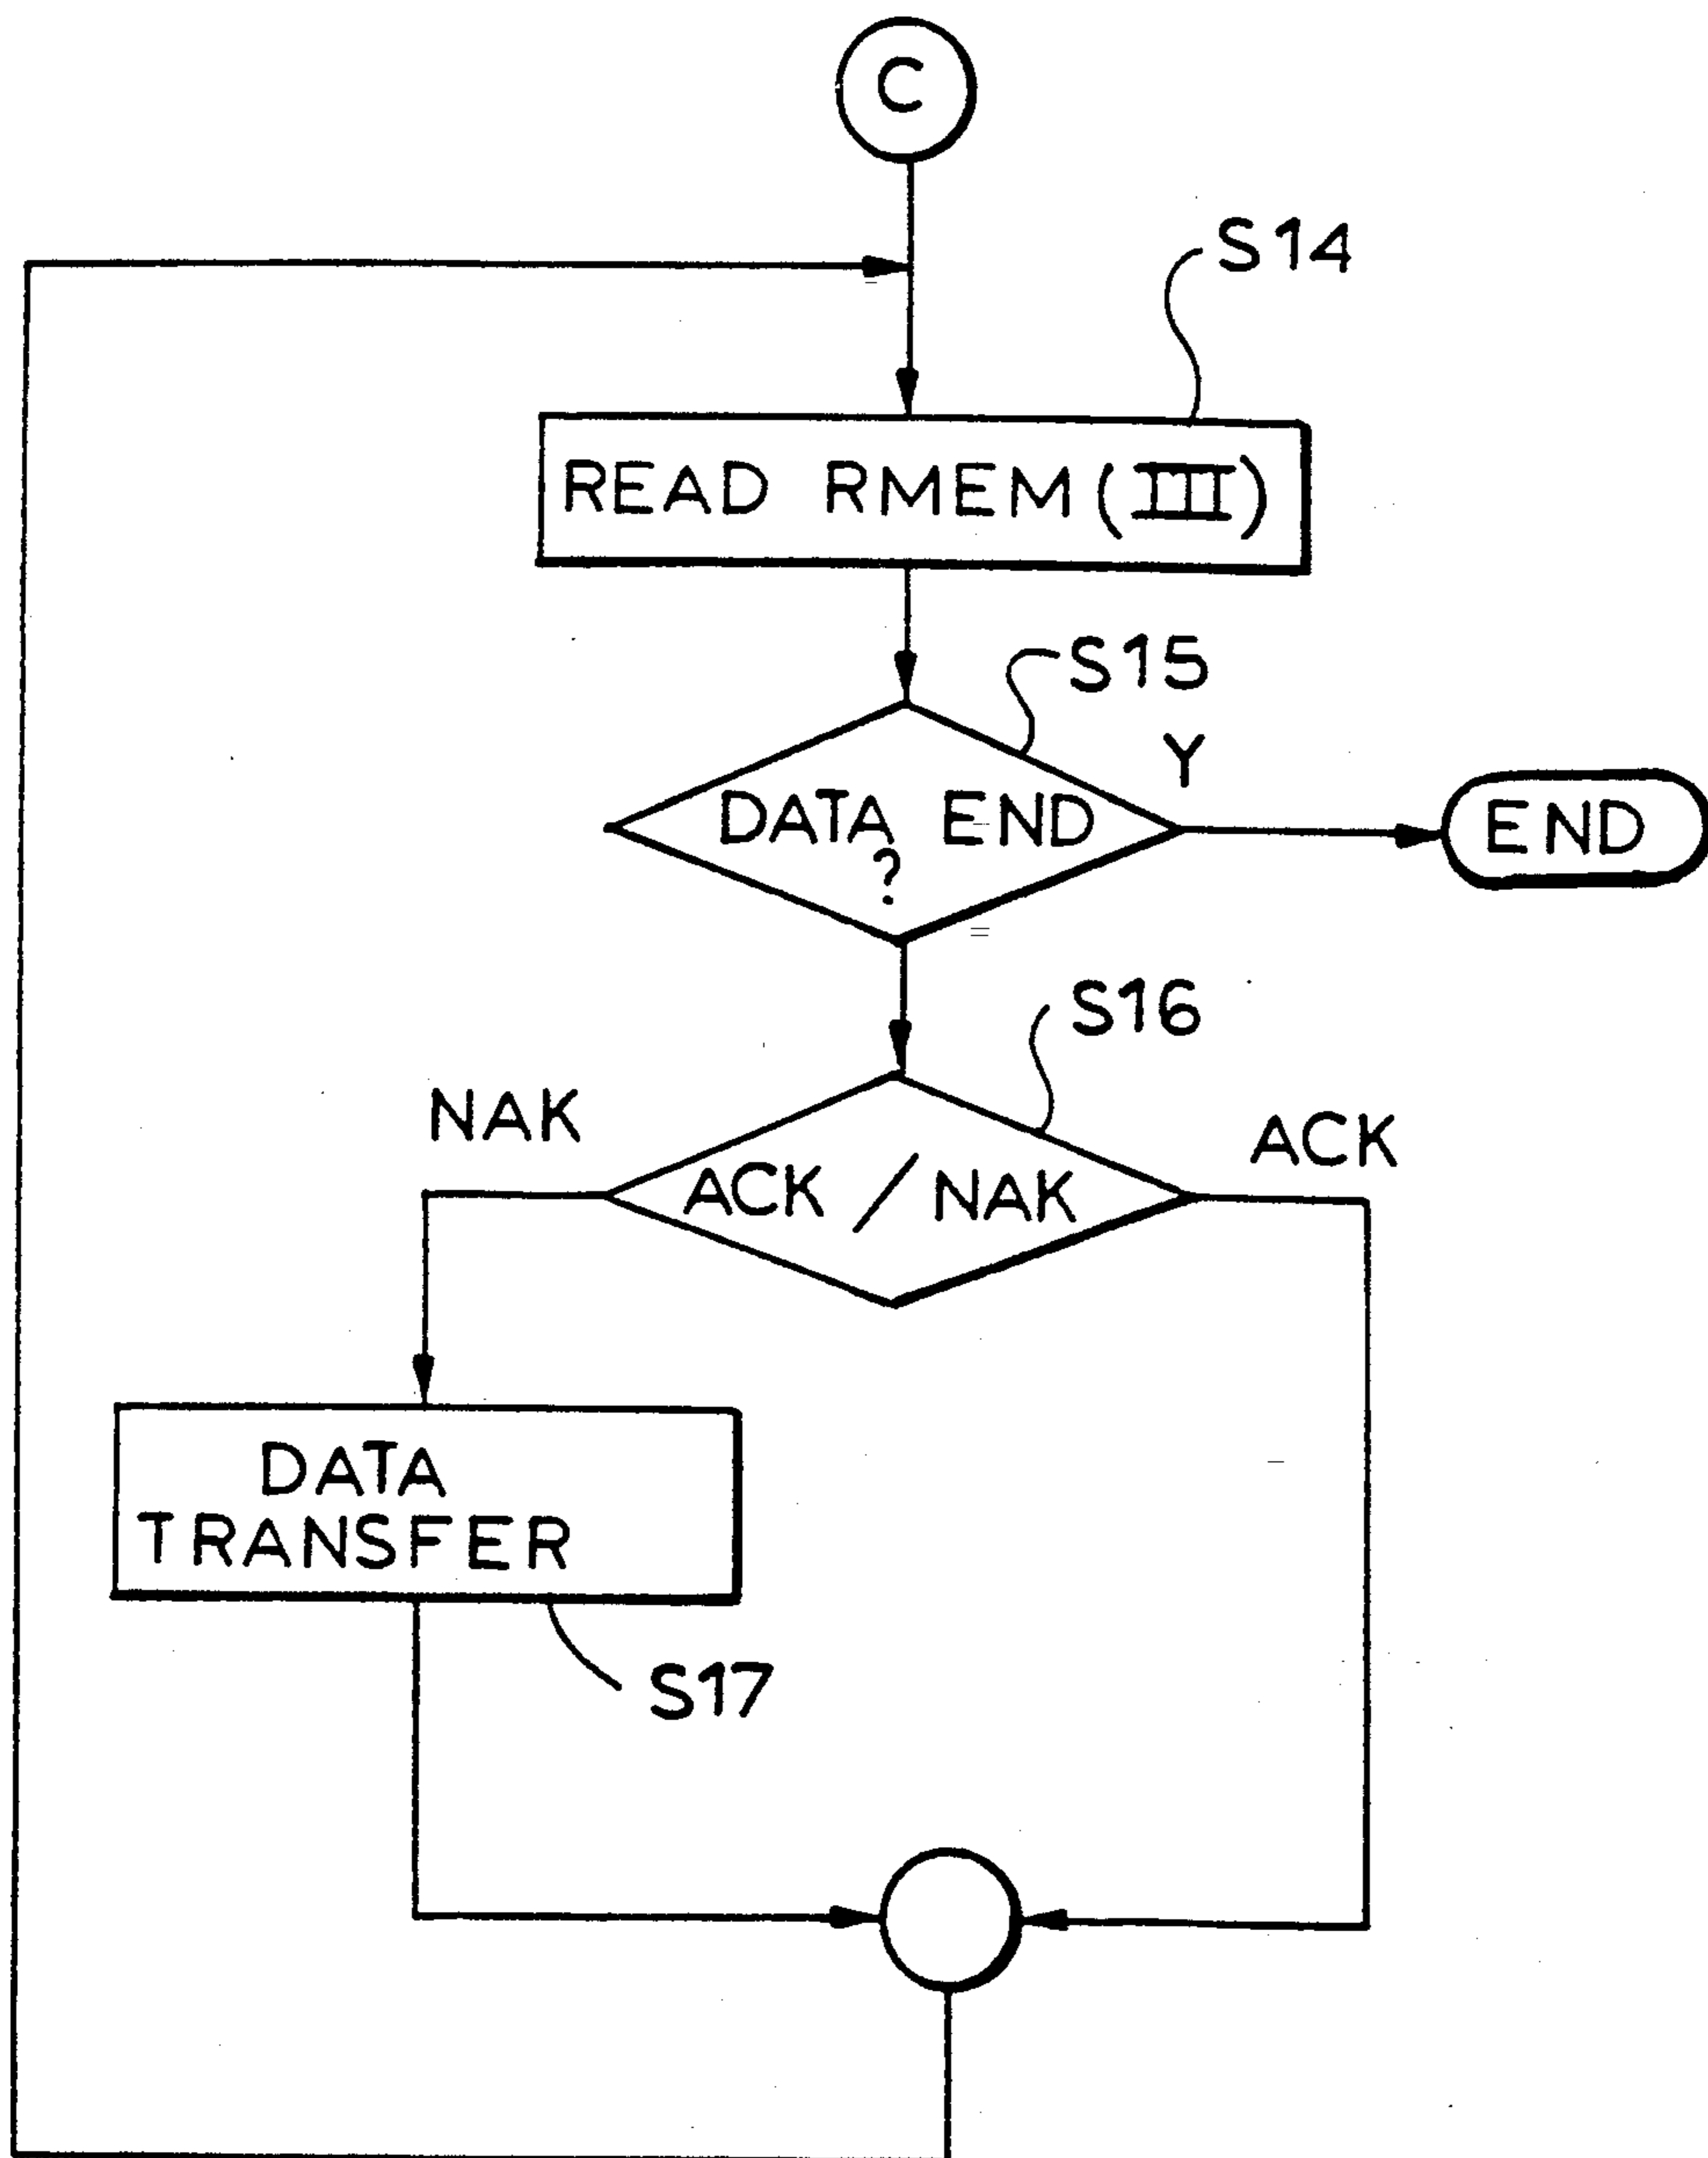 C
S14
READ RMEM (III)
S15
Y
DATA END
?
END
S16
NAK
ACK
ACK / NAK
DATA
TRANSFER
S17